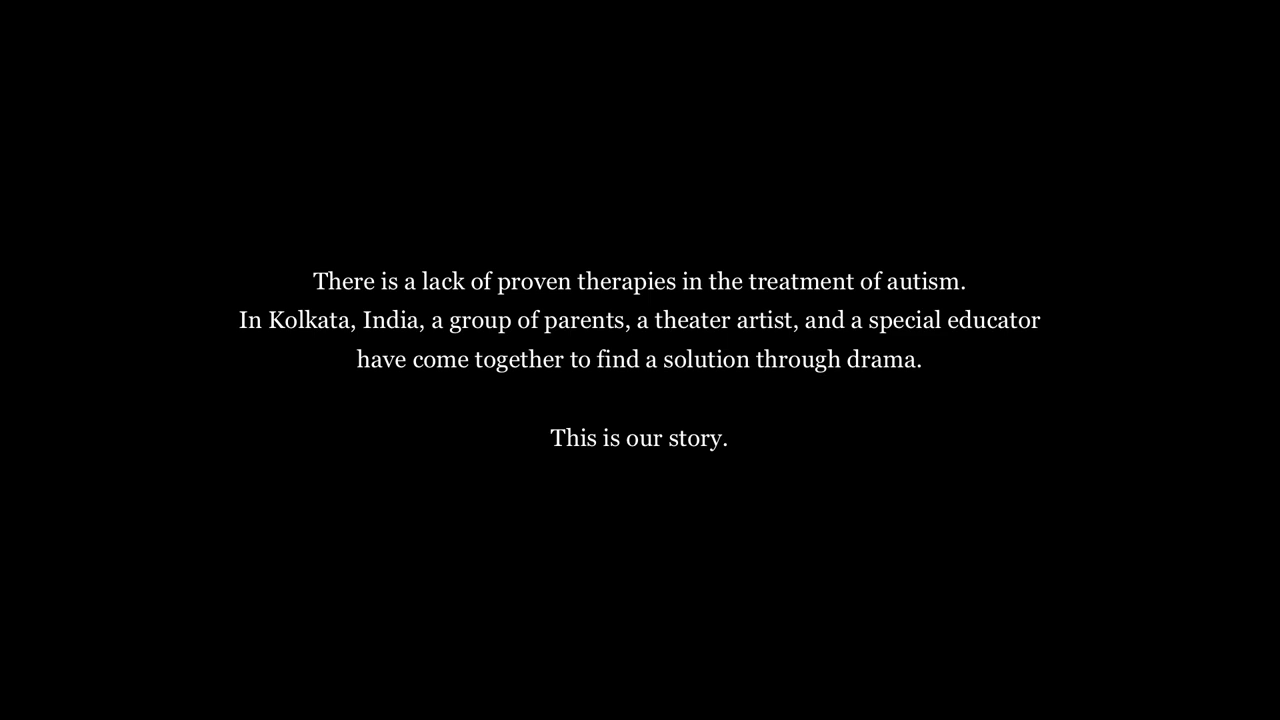 There is a lack of proven therapies in the treatment of autism.
In Kolkata, India, a group of parents, a theater artist, and a special educator
have come together to find a solution through drama.
This is our story.